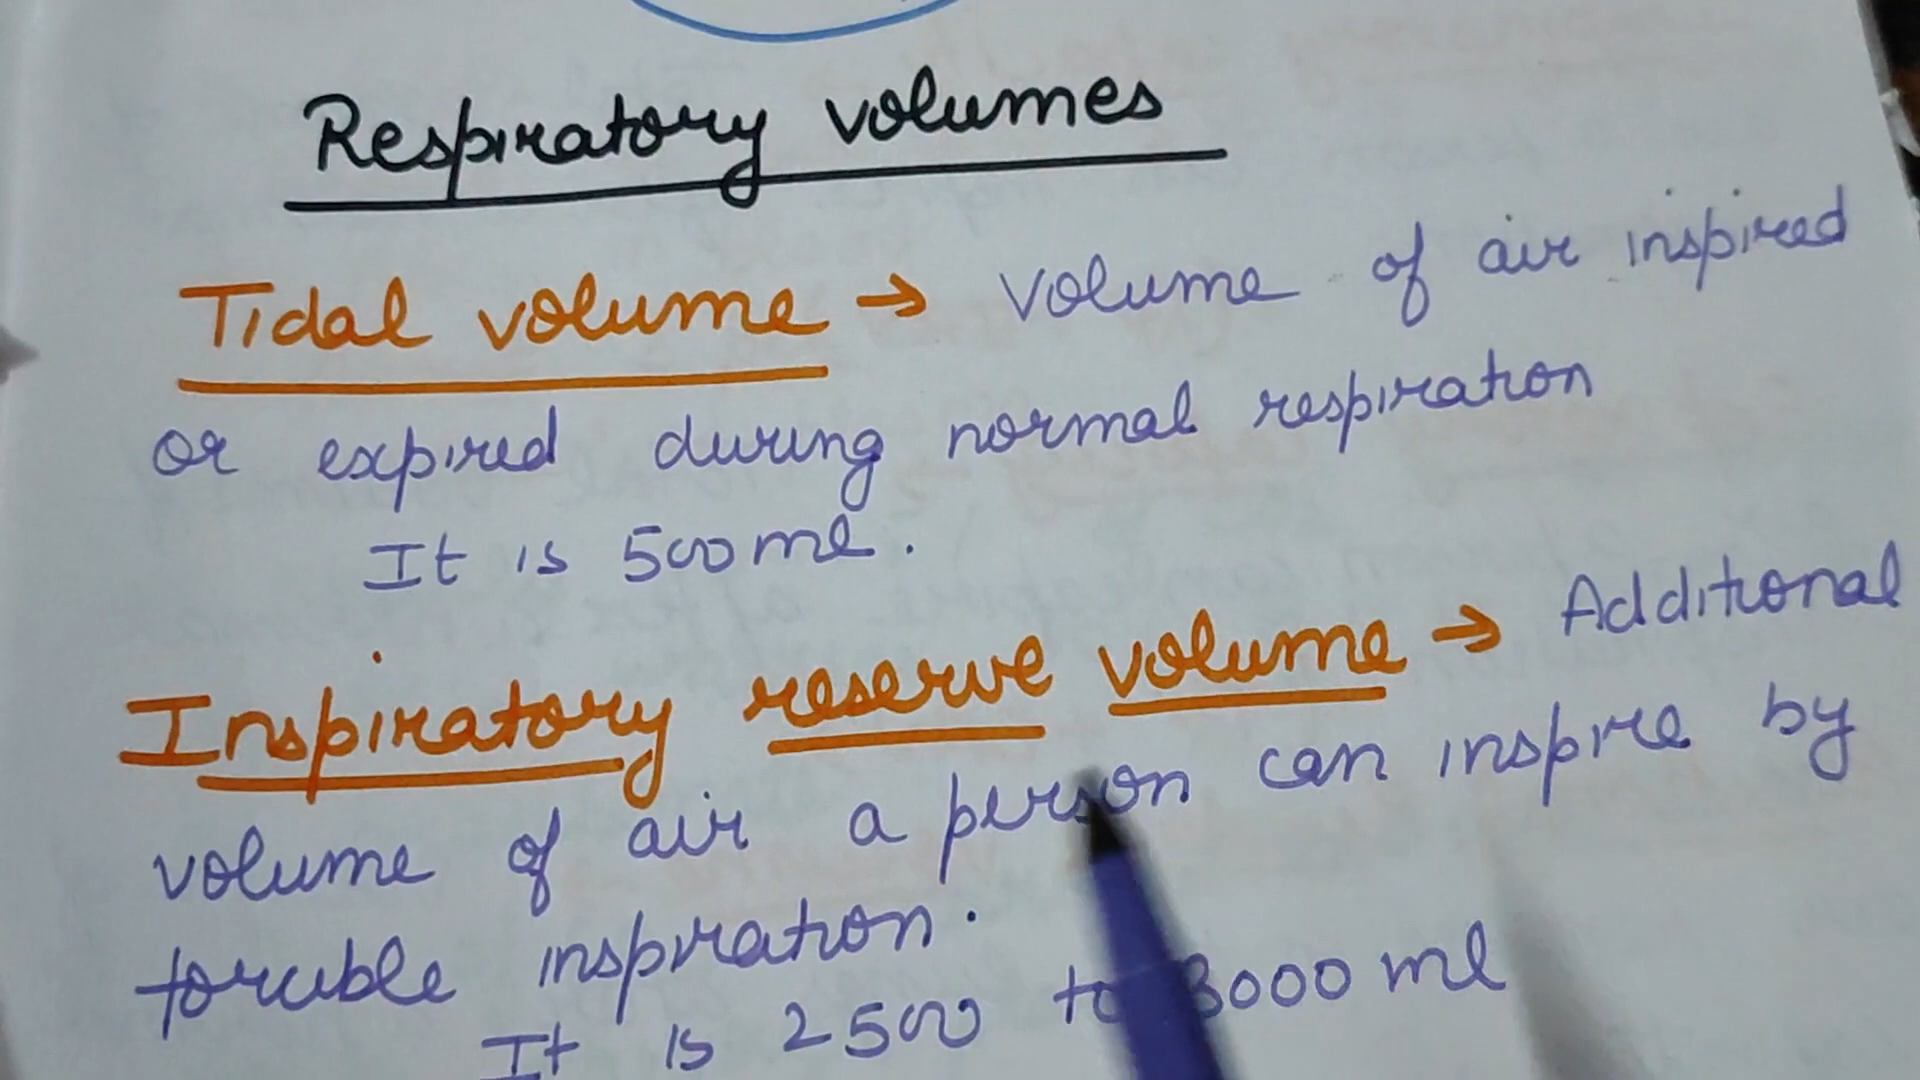 Respiratory volumes
Tidal volume → Volume of air inspired
or expired during normal respiration
It is 500 ml.
Inspiratory reserve volume → Additional
volume of air a person can inspire by
forcible inspiration.
It is 2500 to 3000 ml